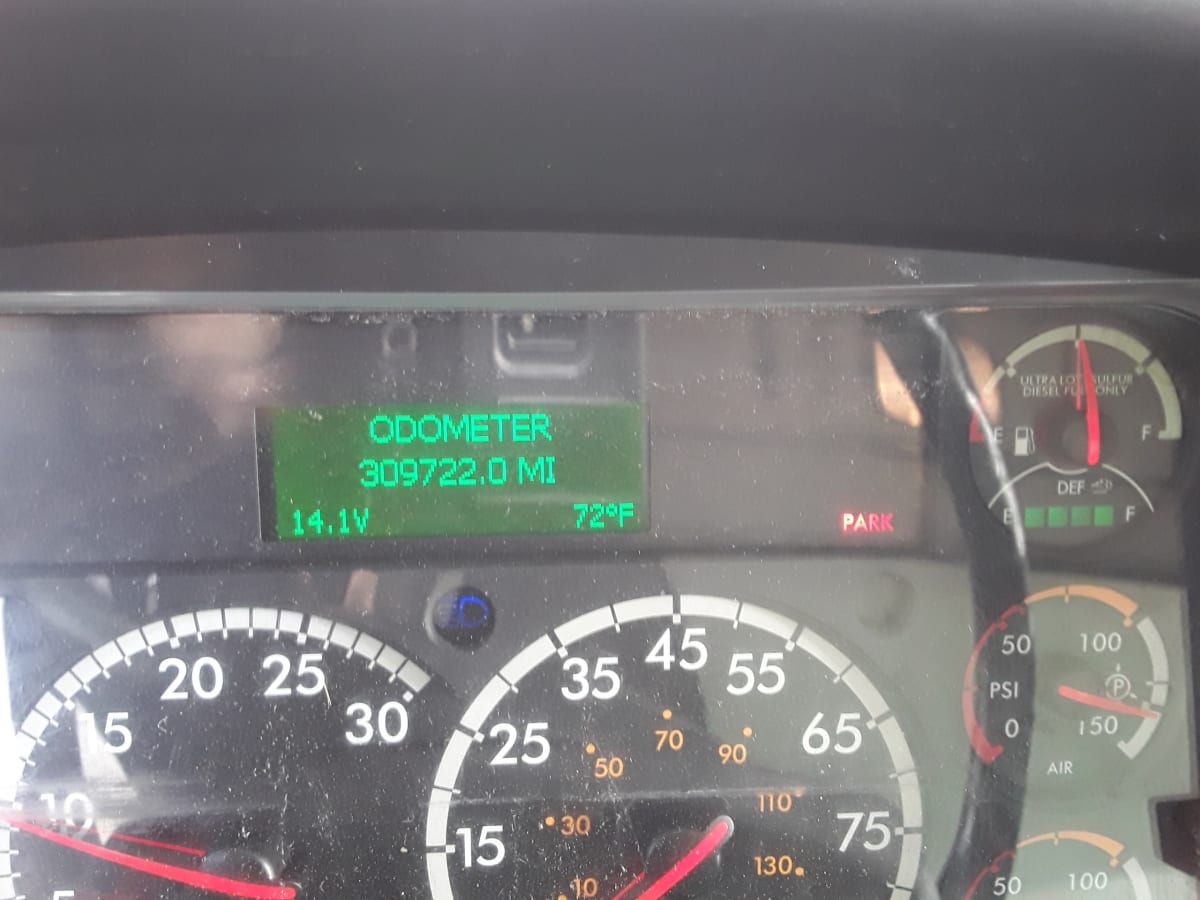 ODOMETER
309722.0 MI
14.1V 72°F
PARK
ULTRA LOW SULFUR
DIESEL FUEL ONLY
E F
DEF
E F
5
10
15
20
25
30
15
25
35
45
55
65
75
10
30
50
70
90
110
130
50 100
PSI P
0 150
AIR
50 100